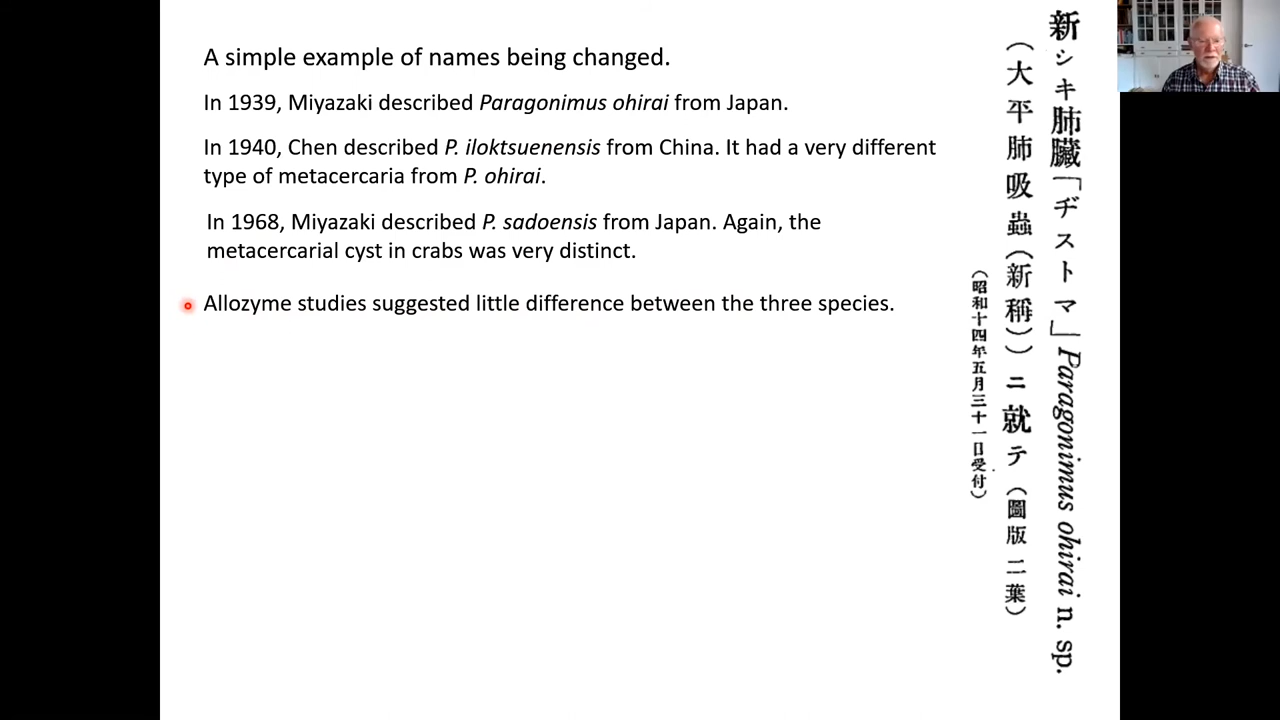 A simple example of names being changed.
In 1939, Miyazaki described Paragonimus ohirai from Japan.
In 1940, Chen described P. iloktsuenensis from China. It had a very different
type of metacercaria from P. ohirai.
In 1968, Miyazaki described P. sadoensis from Japan. Again, the
metacercarial cyst in crabs was very distinct.
Allozyme studies suggested little difference between the three species.
新シキ肺臓「ヂストマ」Paragonimus ohirai n. sp.
(大平肺吸蟲(新稱))ニ就テ(圖版二葉)
(昭和十四年五月三十一日受付)